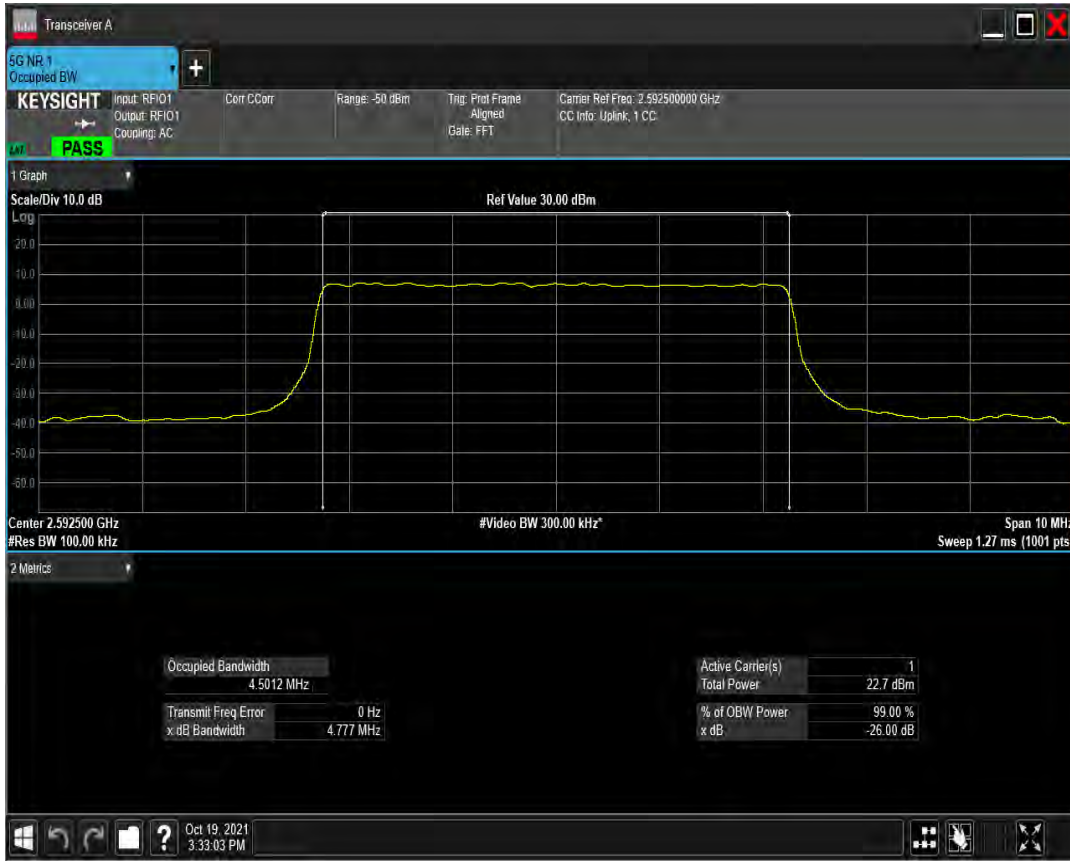 Transceiver A
5G NR 1
Occupied BW
+
KEYSIGHT
PASS
Input: RFIO1
Output: RFIO1
Coupling: AC
Corr CCorr
Range: -50 dBm
Trig: Prot Frame
Aligned
Gate: FFT
Carrier Ref Freq: 2.592500000 GHz
CC Info: Uplink, 1 CC
1 Graph
Scale/Div 10.0 dB
Ref Value 30.00 dBm
Log
20.0
10.0
0.00
-10.0
-20.0
-30.0
-40.0
-50.0
-60.0
Center 2.592500 GHz
#Video BW 300.00 kHz*
Span 10 MHz
#Res BW 100.00 kHz
Sweep 1.27 ms (1001 pts
2 Metrics
Occupied Bandwidth
4.5012 MHz
Transmit Freq Error 0 Hz
x dB Bandwidth 4.777 MHz
Active Carrier(s) 1
Total Power 22.7 dBm
% of OBW Power 99.00 %
x dB -26.00 dB
?
Oct 19, 2021
3:33:03 PM